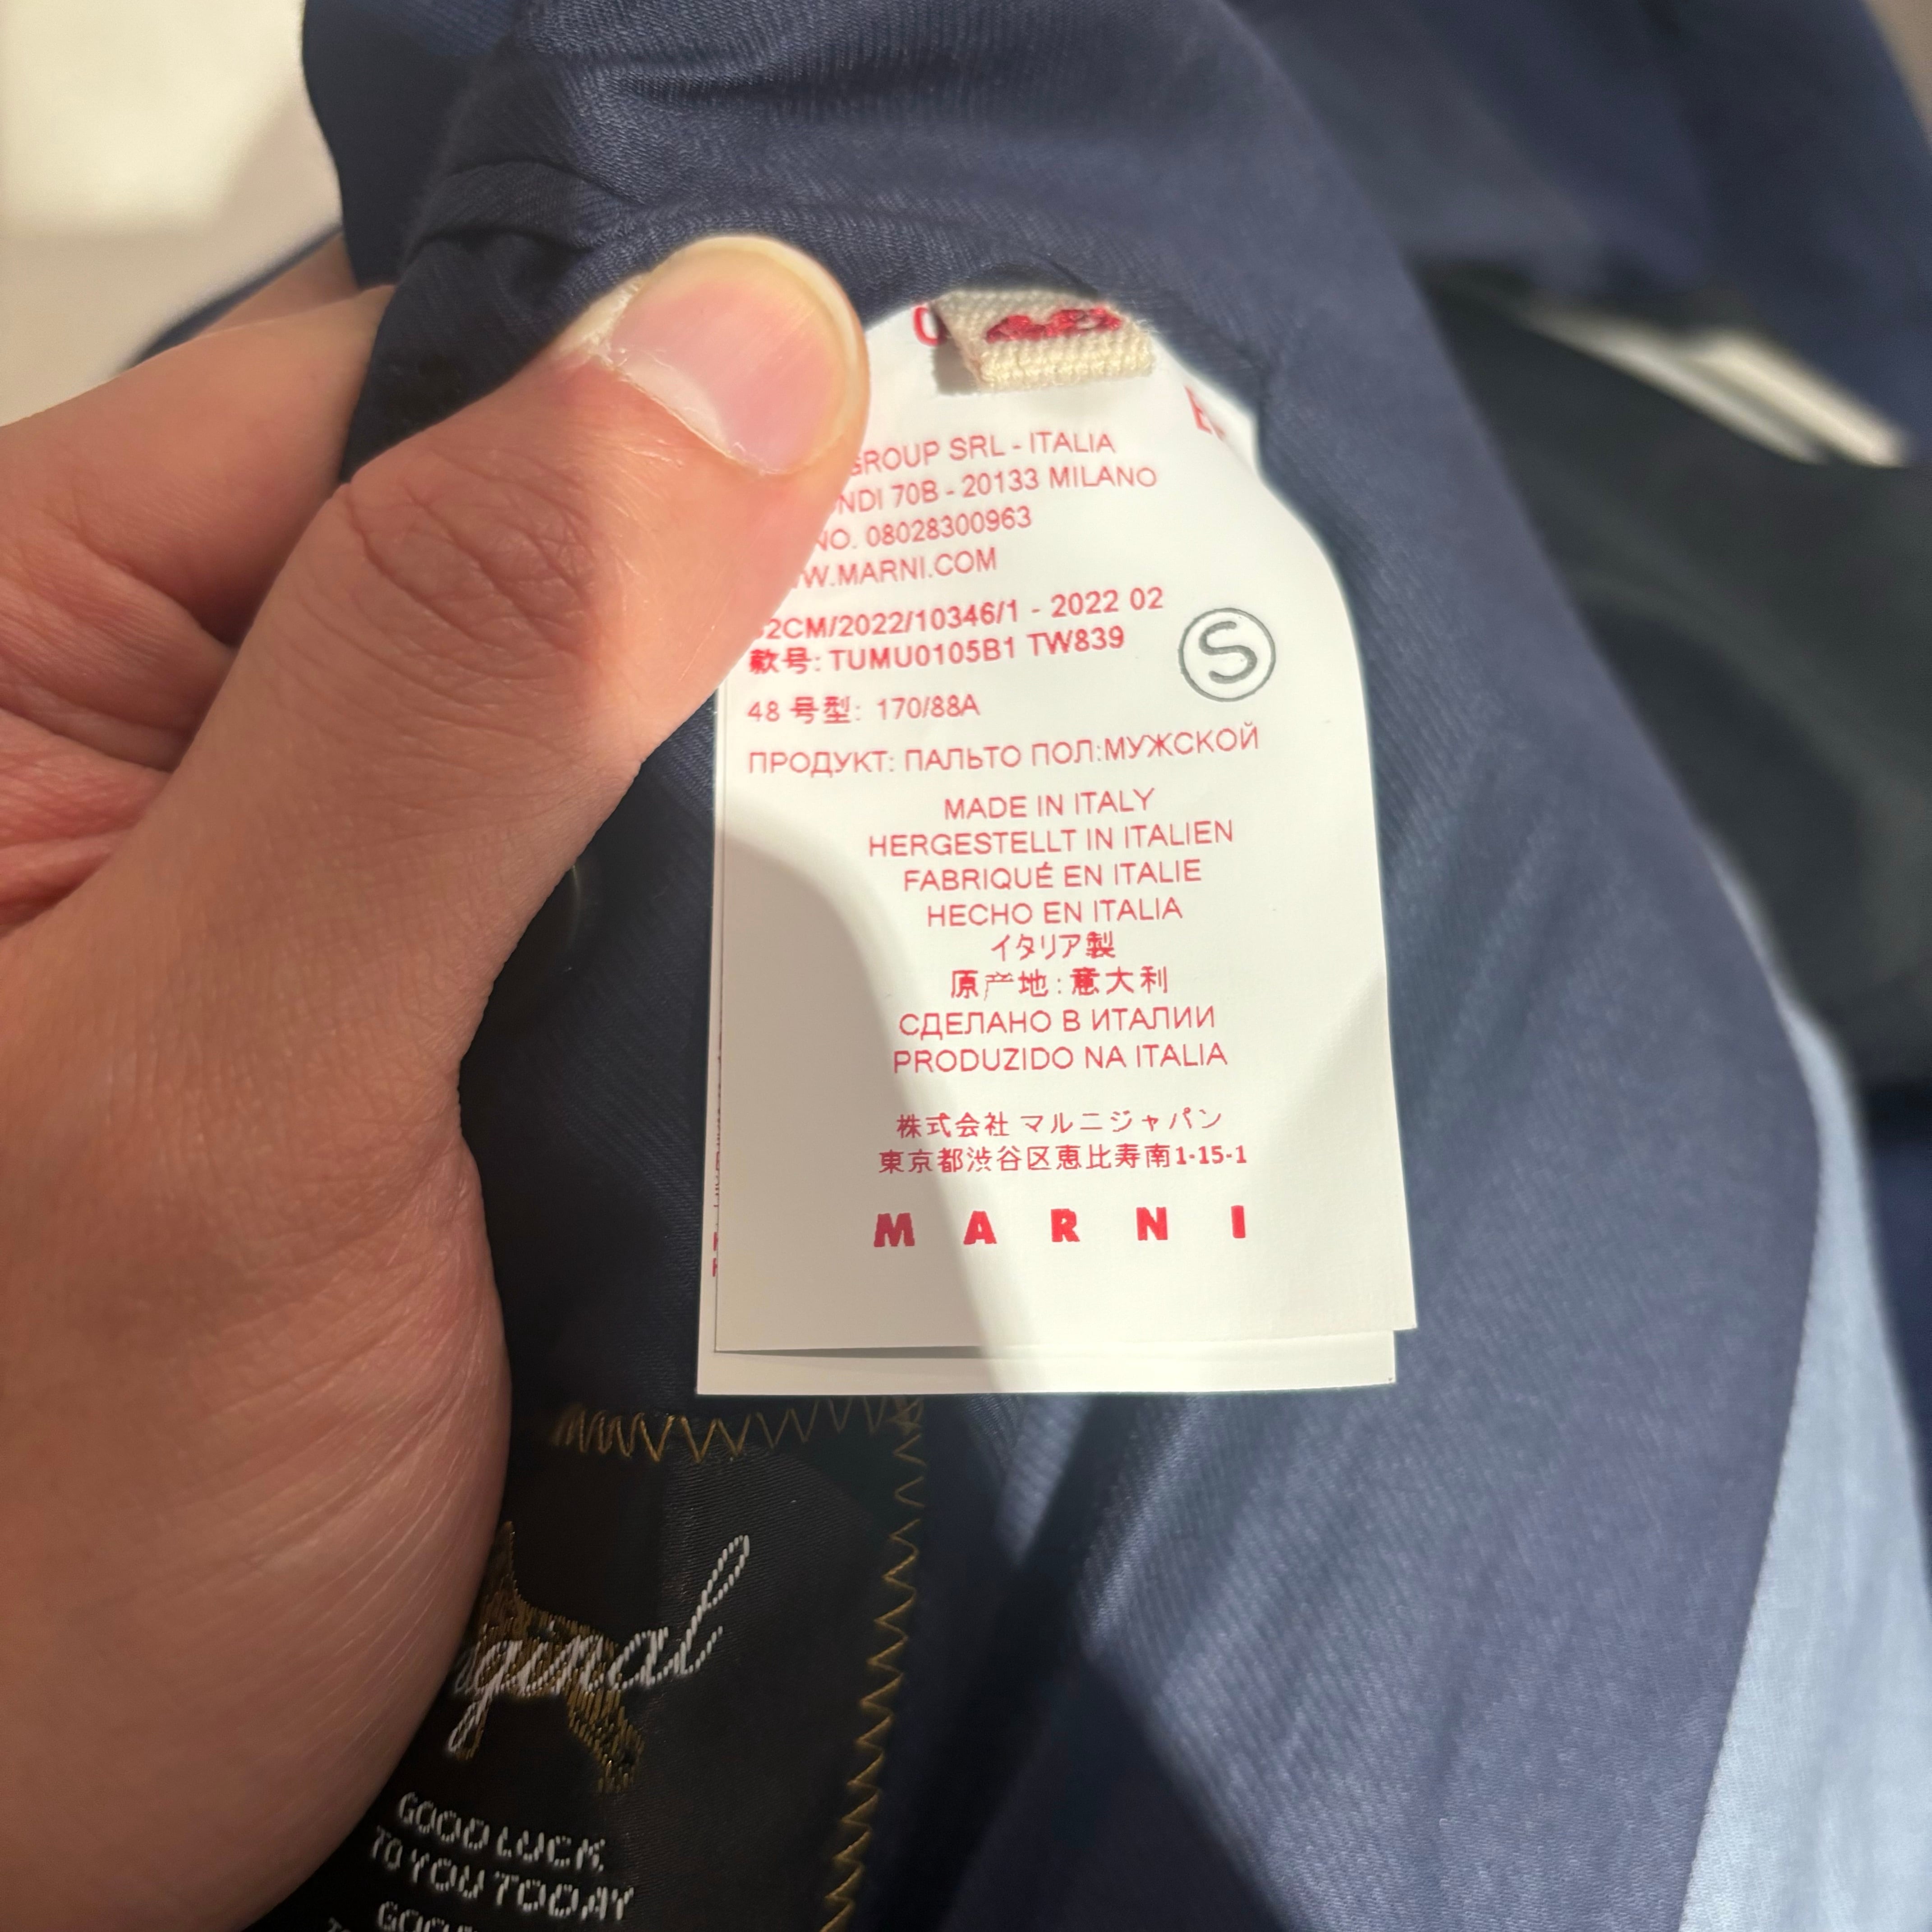 GROUP SRL - ITALIA
70B - 20133 MILANO
NO. 08028300963
WWW.MARNI.COM
2CM/2022/10346/1 - 2022 02
款号: TUMU0105B1 TW839
S
48 号型: 170/88A
ПРОДУКТ: ПАЛЬТО ПОЛ:МУЖСКОЙ
MADE IN ITALY
HERGESTELLT IN ITALIEN
FABRIQUÉ EN ITALIE
HECHO EN ITALIA
イタリア製
原产地: 意大利
СДЕЛАНО В ИТАЛИИ
PRODUZIDO NA ITALIA
株式会社 マルニジャパン
東京都渋谷区恵比寿南1-15-1
MARNI
ginal
GOOD LUCK
TO YOU TODAY